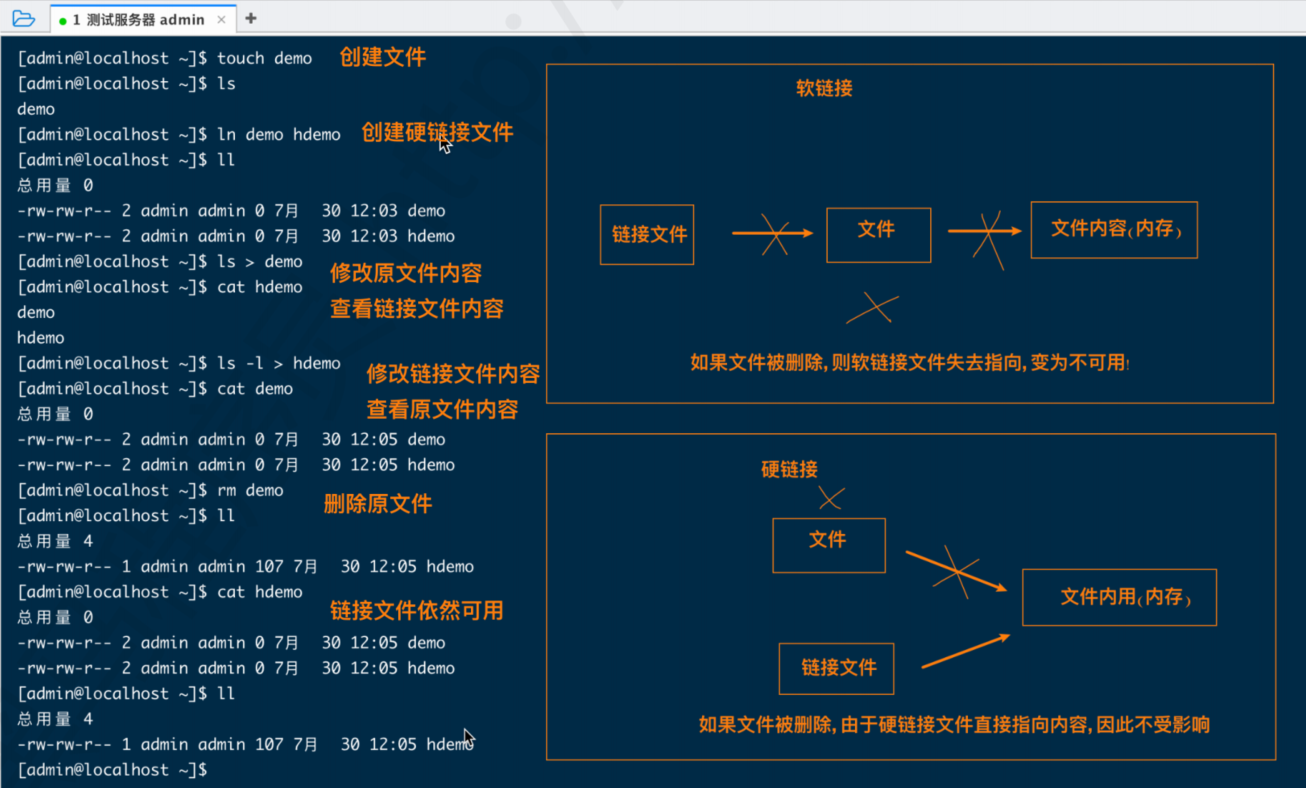 1 测试服务器 admin × +
[admin@localhost ~]$ touch demo 创建文件
[admin@localhost ~]$ ls
demo
[admin@localhost ~]$ ln demo hdemo 创建硬链接文件
[admin@localhost ~]$ ll
总用量 0
-rw-rw-r-- 2 admin admin 0 7月 30 12:03 demo
-rw-rw-r-- 2 admin admin 0 7月 30 12:03 hdemo
[admin@localhost ~]$ ls > demo
修改原文件内容
[admin@localhost ~]$ cat hdemo
查看链接文件内容
demo
hdemo
[admin@localhost ~]$ ls -l > hdemo
修改链接文件内容
[admin@localhost ~]$ cat demo
查看原文件内容
总用量 0
-rw-rw-r-- 2 admin admin 0 7月 30 12:05 demo
-rw-rw-r-- 2 admin admin 0 7月 30 12:05 hdemo
[admin@localhost ~]$ rm demo
删除原文件
[admin@localhost ~]$ ll
总用量 4
-rw-rw-r-- 1 admin admin 107 7月 30 12:05 hdemo
[admin@localhost ~]$ cat hdemo
链接文件依然可用
总用量 0
-rw-rw-r-- 2 admin admin 0 7月 30 12:05 demo
-rw-rw-r-- 2 admin admin 0 7月 30 12:05 hdemo
[admin@localhost ~]$ ll
总用量 4
-rw-rw-r-- 1 admin admin 107 7月 30 12:05 hdemo
[admin@localhost ~]$
软链接
链接文件
文件
文件内容(内存)
如果文件被删除,则软链接文件失去指向,变为不可用!
硬链接
文件
文件内用(内存)
链接文件
如果文件被删除,由于硬链接文件直接指向内容,因此不受影响